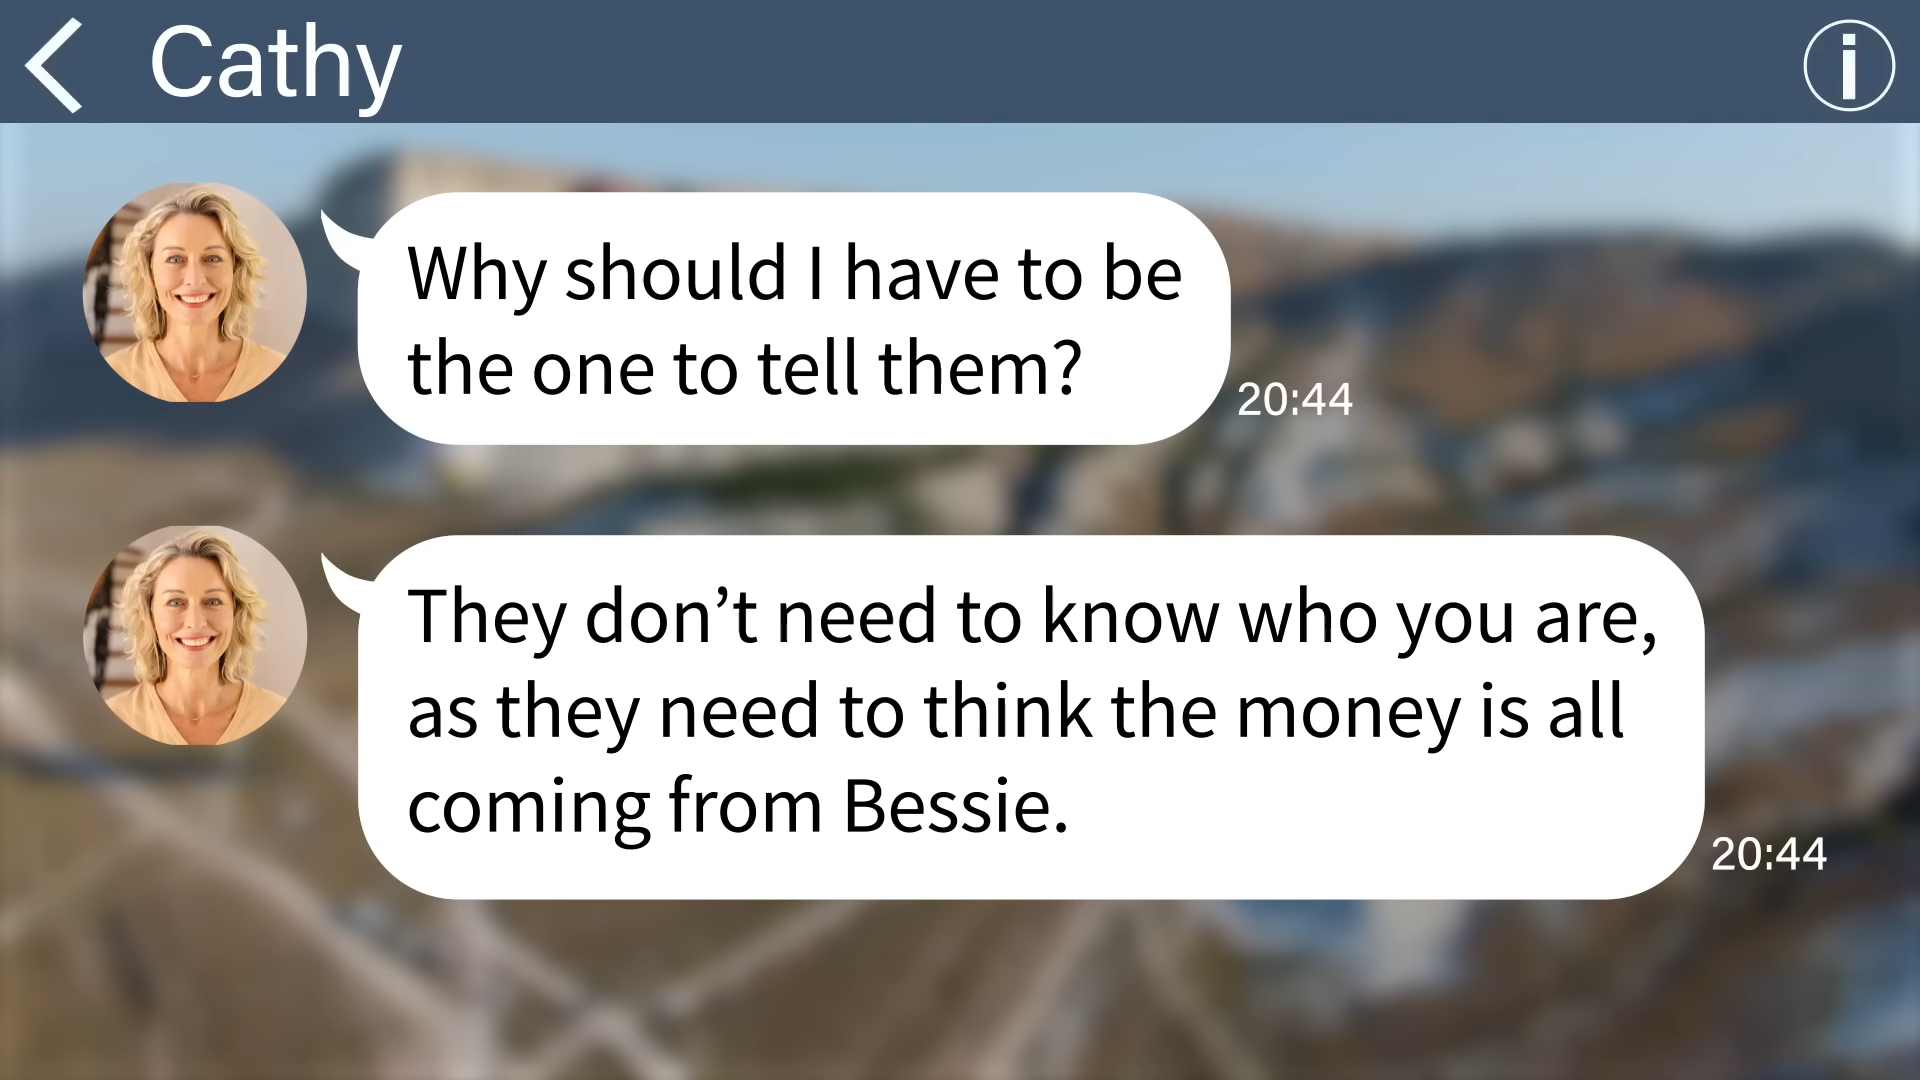 Cathy
Why should I have to be
the one to tell them?
20:44
They don’t need to know who you are,
as they need to think the money is all
coming from Bessie.
20:44